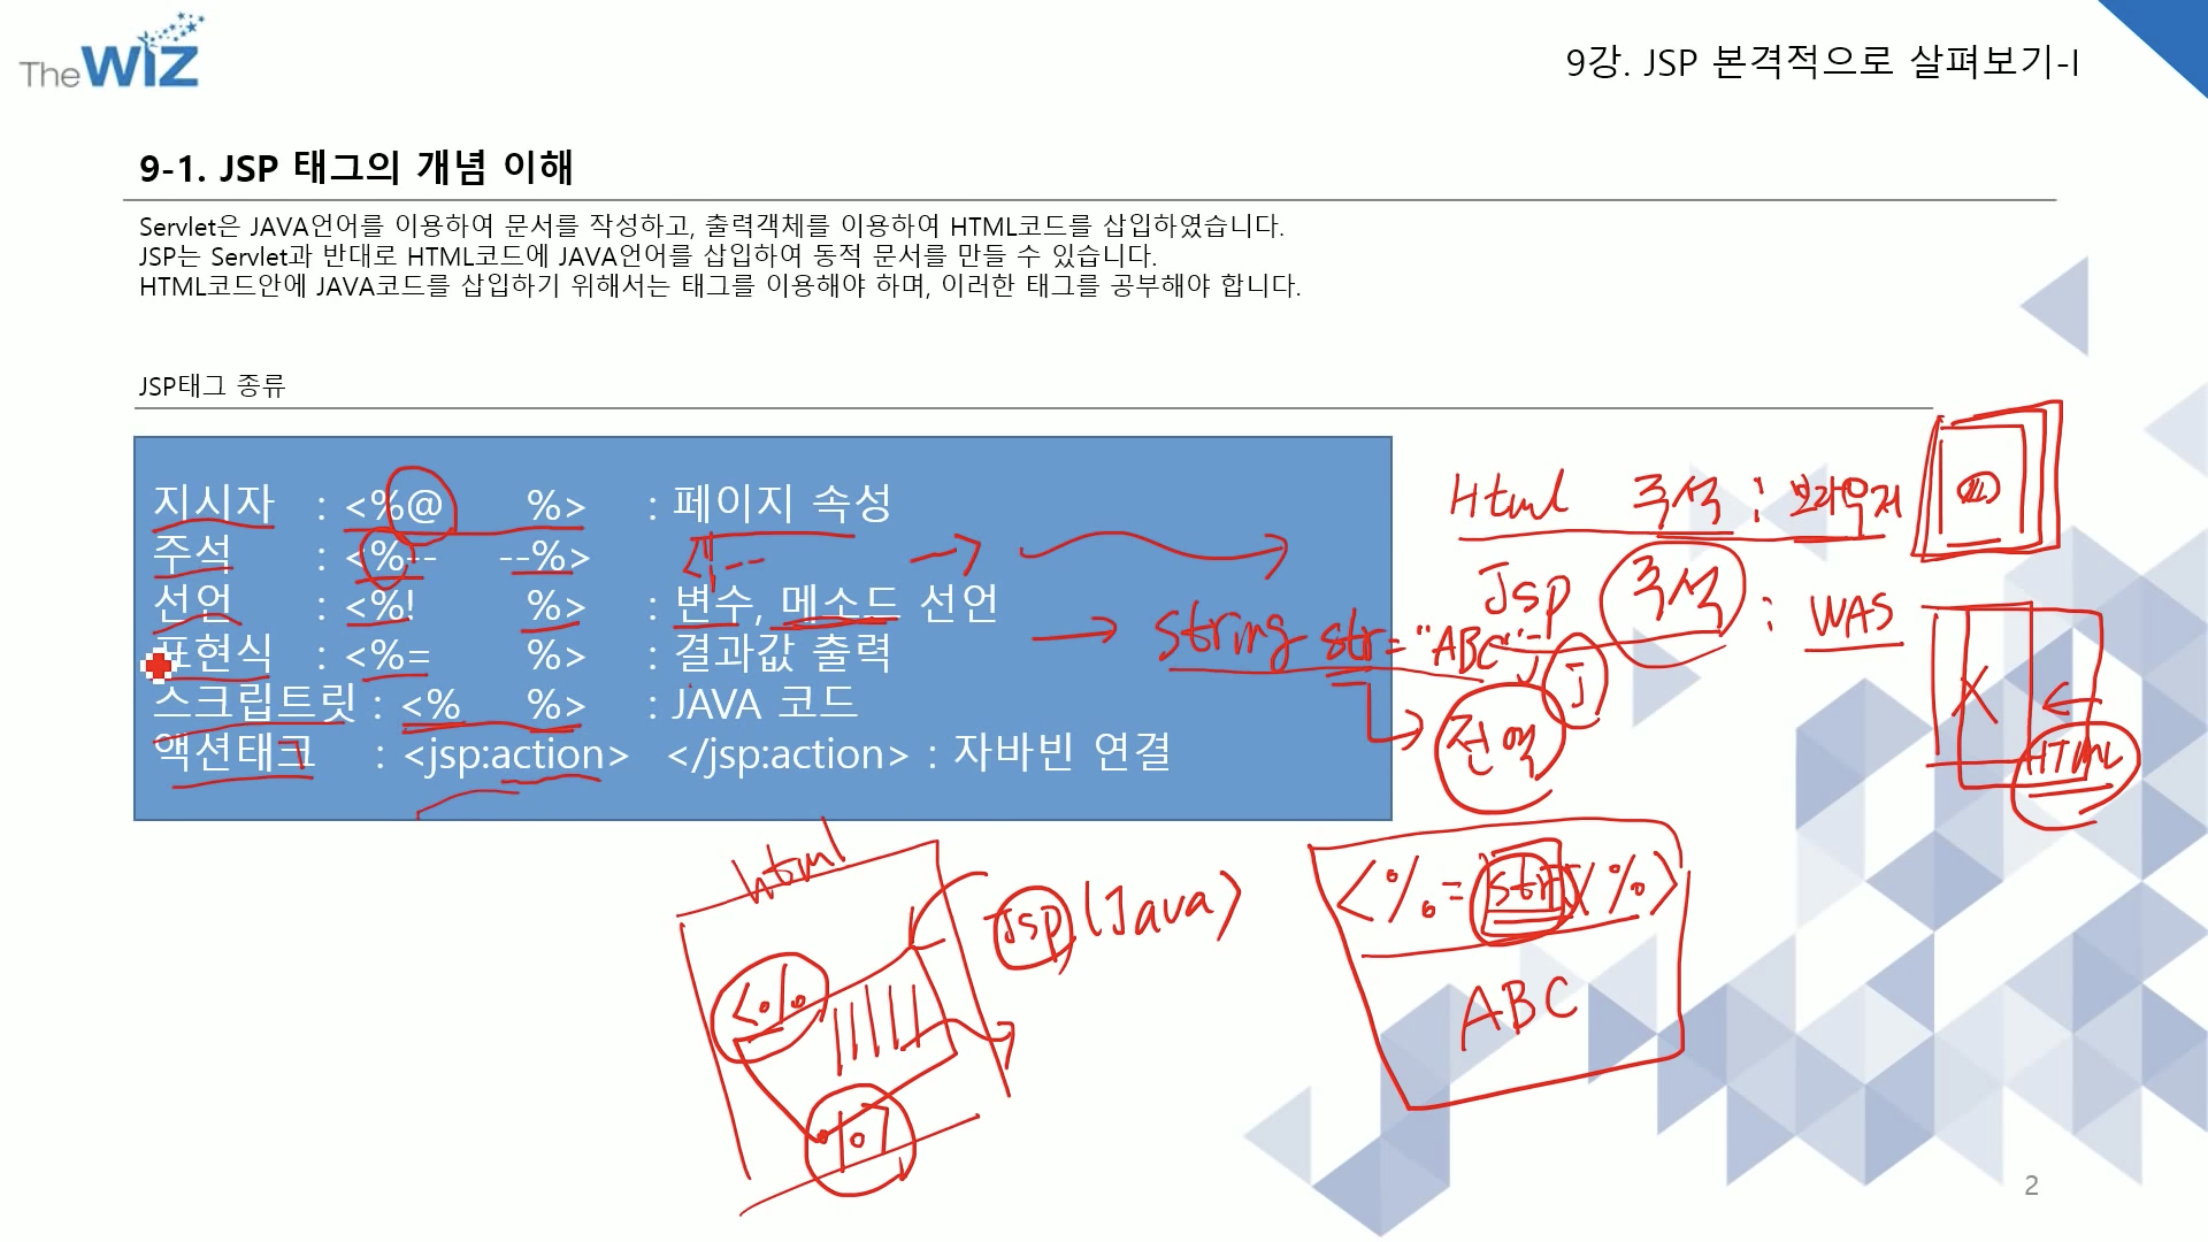 The WIZ
9강. JSP 본격적으로 살펴보기-I
9-1. JSP 태그의 개념 이해
Servlet은 JAVA언어를 이용하여 문서를 작성하고, 출력객체를 이용하여 HTML코드를 삽입하였습니다.
JSP는 Servlet과 반대로 HTML코드에 JAVA언어를 삽입하여 동적 문서를 만들 수 있습니다.
HTML코드안에 JAVA코드를 삽입하기 위해서는 태그를 이용해야 하며, 이러한 태그를 공부해야 합니다.
JSP태그 종류
지시자 : <%@ %> : 페이지 속성
주석 : <%-- --%>
선언 : <%! %> : 변수, 메소드 선언
표현식 : <%= %> : 결과값 출력
스크립트릿 : <% %> : JAVA 코드
액션태그 : <jsp:action> </jsp:action> : 자바빈 연결
Html 주석 : 브라우저
<!-- -->
Jsp 주석 : WAS
String str = "ABC";
J
전역
X
HTML
html
Jsp (Java)
<%
%>
<%= str %>
ABC
2